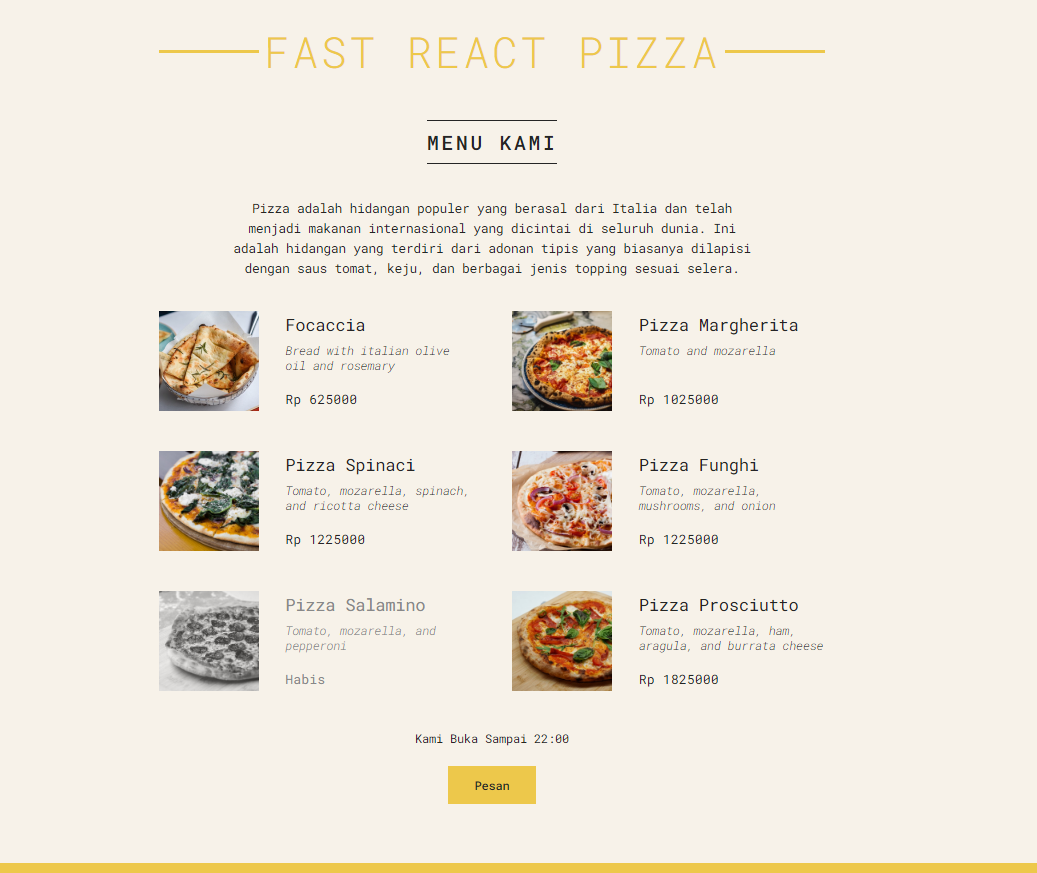 FAST REACT PIZZA
MENU KAMI
Pizza adalah hidangan populer yang berasal dari Italia dan telah
menjadi makanan internasional yang dicintai di seluruh dunia. Ini
adalah hidangan yang terdiri dari adonan tipis yang biasanya dilapisi
dengan saus tomat, keju, dan berbagai jenis topping sesuai selera.
Focaccia
Bread with italian olive
oil and rosemary
Rp 625000
Pizza Margherita
Tomato and mozarella
Rp 1025000
Pizza Spinaci
Tomato, mozarella, spinach,
and ricotta cheese
Rp 1225000
Pizza Funghi
Tomato, mozarella,
mushrooms, and onion
Rp 1225000
Pizza Salamino
Tomato, mozarella, and
pepperoni
Habis
Pizza Prosciutto
Tomato, mozarella, ham,
aragula, and burrata cheese
Rp 1825000
Kami Buka Sampai 22:00
Pesan